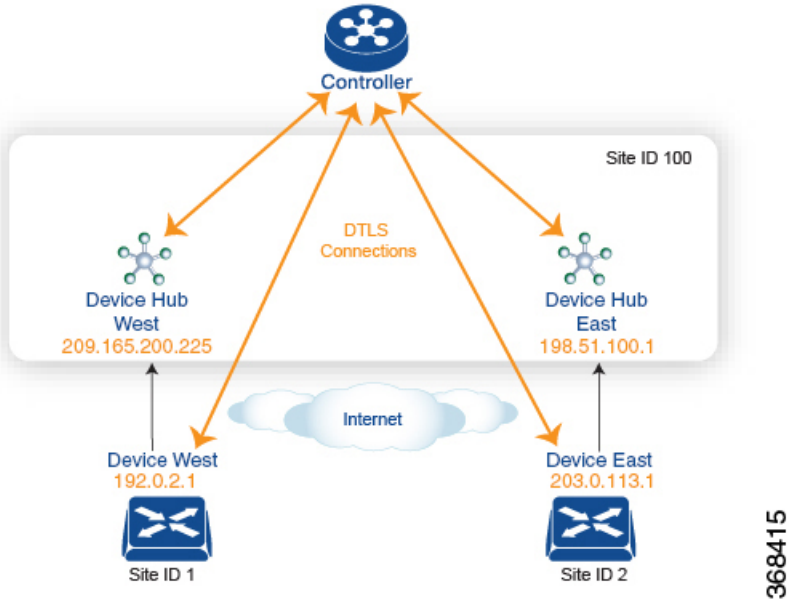 Controller
Site ID 100
DTLS
Connections
Device Hub
West
209.165.200.225
Device Hub
East
198.51.100.1
Internet
Device West
192.0.2.1
Device East
203.0.113.1
Site ID 1
Site ID 2
368415